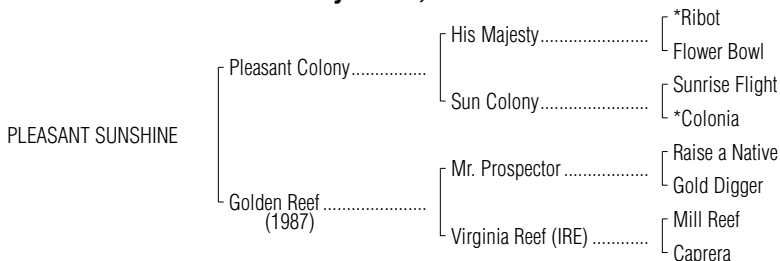 *Ribot
His Majesty
Flower Bowl
Pleasant Colony
Sunrise Flight
Sun Colony
*Colonia
PLEASANT SUNSHINE
Raise a Native
Mr. Prospector
Gold Digger
Golden Reef
(1987)
Mill Reef
Virginia Reef (IRE)
Caprera